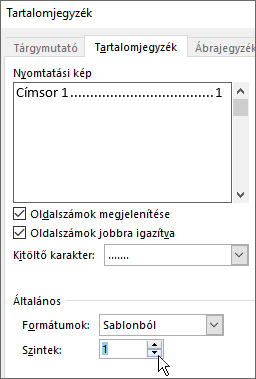 Tartalomjegyzék
Tárgymutató Tartalomjegyzék Ábrajegyzék
Nyomtatási kép
Címsor 1.....................................1
Oldalszámok megjelenítése
Oldalszámok jobbra igazítva
Kitöltő karakter: .......
Általános
Formátumok: Sablonból
Szintek: 1